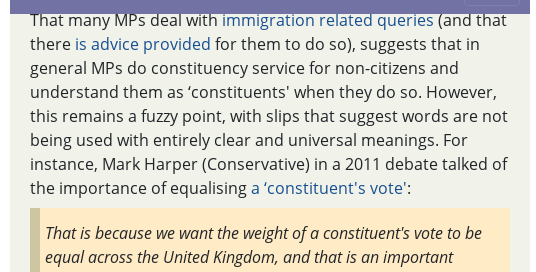 That many MPs deal with immigration related queries (and that
there is advice provided for them to do so), suggests that in
general MPs do constituency service for non-citizens and
understand them as ‘constituents' when they do so. However,
this remains a fuzzy point, with slips that suggest words are not
being used with entirely clear and universal meanings. For
instance, Mark Harper (Conservative) in a 2011 debate talked of
the importance of equalising a ‘constituent's vote':
That is because we want the weight of a constituent's vote to be
equal across the United Kingdom, and that is an important